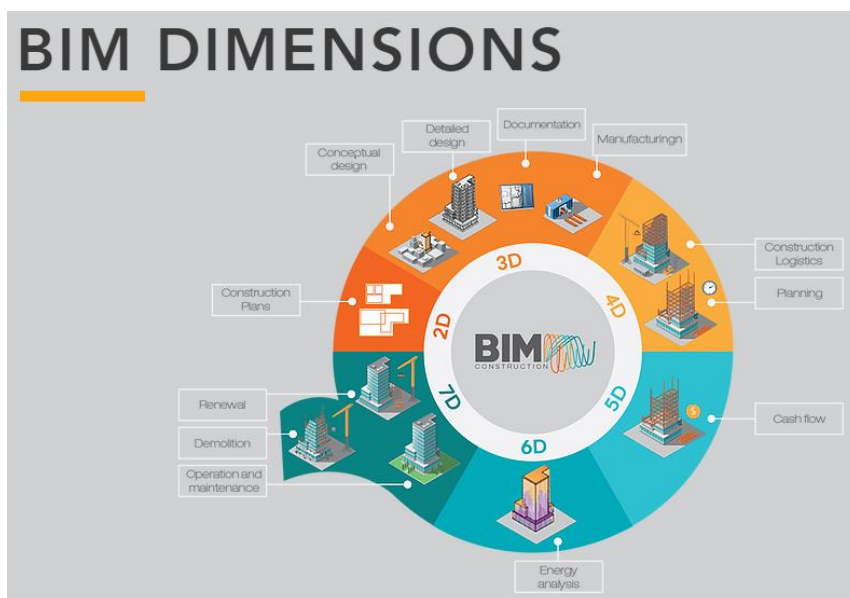 BIM DIMENSIONS
Documentation
Detailed
design
Manufacturingn
Conceptual
design
Construction
Logistics
Planning
Construction
Plans
3D
4D
2D
BIM
CONSTRUCTION
7D
5D
6D
Renewal
Demolition
Operation and
maintenance
$
Cash flow
Energy
analysis